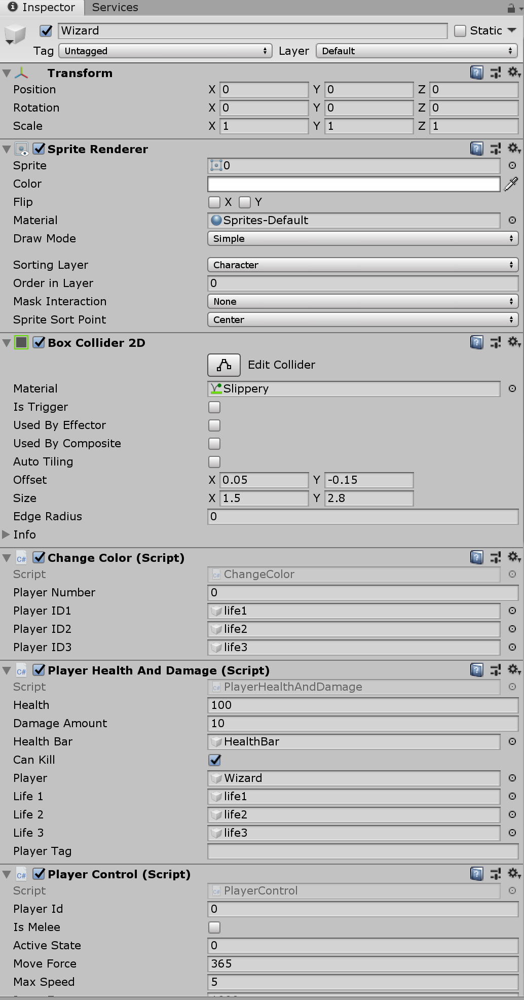 Inspector Services
Wizard Static
Tag Untagged Layer Default
Transform
Position X 0 Y 0 Z 0
Rotation X 0 Y 0 Z 0
Scale X 1 Y 1 Z 1
Sprite Renderer
Sprite 0
Color
Flip X Y
Material Sprites-Default
Draw Mode Simple
Sorting Layer Character
Order in Layer 0
Mask Interaction None
Sprite Sort Point Center
Box Collider 2D
Edit Collider
Material Slippery
Is Trigger
Used By Effector
Used By Composite
Auto Tiling
Offset X 0.05 Y -0.15
Size X 1.5 Y 2.8
Edge Radius 0
Info
C# Change Color (Script)
Script C# ChangeColor
Player Number 0
Player ID1 life1
Player ID2 life2
Player ID3 life3
C# Player Health And Damage (Script)
Script C# PlayerHealthAndDamage
Health 100
Damage Amount 10
Health Bar HealthBar
Can Kill
Player Wizard
Life 1 life1
Life 2 life2
Life 3 life3
Player Tag
C# Player Control (Script)
Script C# PlayerControl
Player Id 0
Is Melee
Active State 0
Move Force 365
Max Speed 5